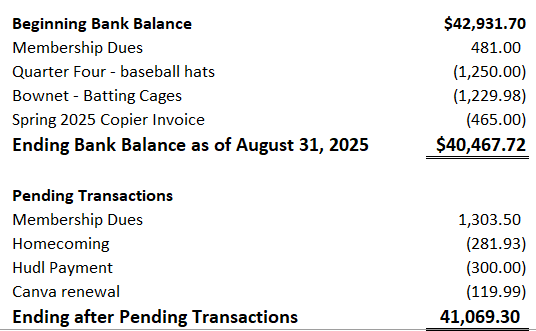 Beginning Bank Balance $42,931.70
Membership Dues 481.00
Quarter Four - baseball hats (1,250.00)
Bownet - Batting Cages (1,229.98)
Spring 2025 Copier Invoice (465.00)
Ending Bank Balance as of August 31, 2025 $40,467.72
Pending Transactions
Membership Dues 1,303.50
Homecoming (281.93)
Hudl Payment (300.00)
Canva renewal (119.99)
Ending after Pending Transactions 41,069.30